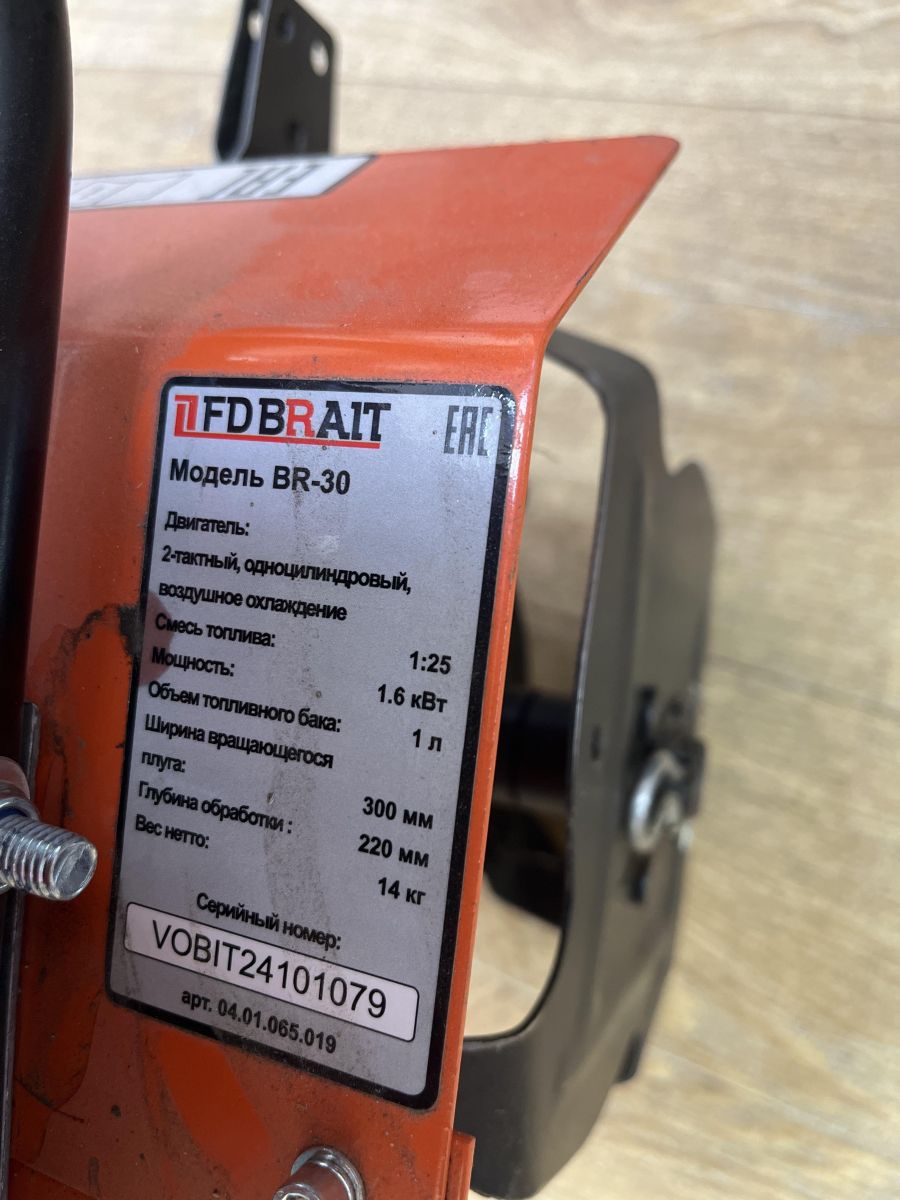 BRAIT
EAC
Модель BR-30
Двигатель:
2-тактный, одноцилиндровый,
воздушное охлаждение
Смесь топлива: 1:25
Мощность: 1.6 кВт
Объем топливного бака: 1 л
Ширина вращающегося
плуга: 300 мм
Глубина обработки : 220 мм
Вес нетто: 14 кг
Серийный номер:
VOBIT24101079
арт. 04.01.065.019